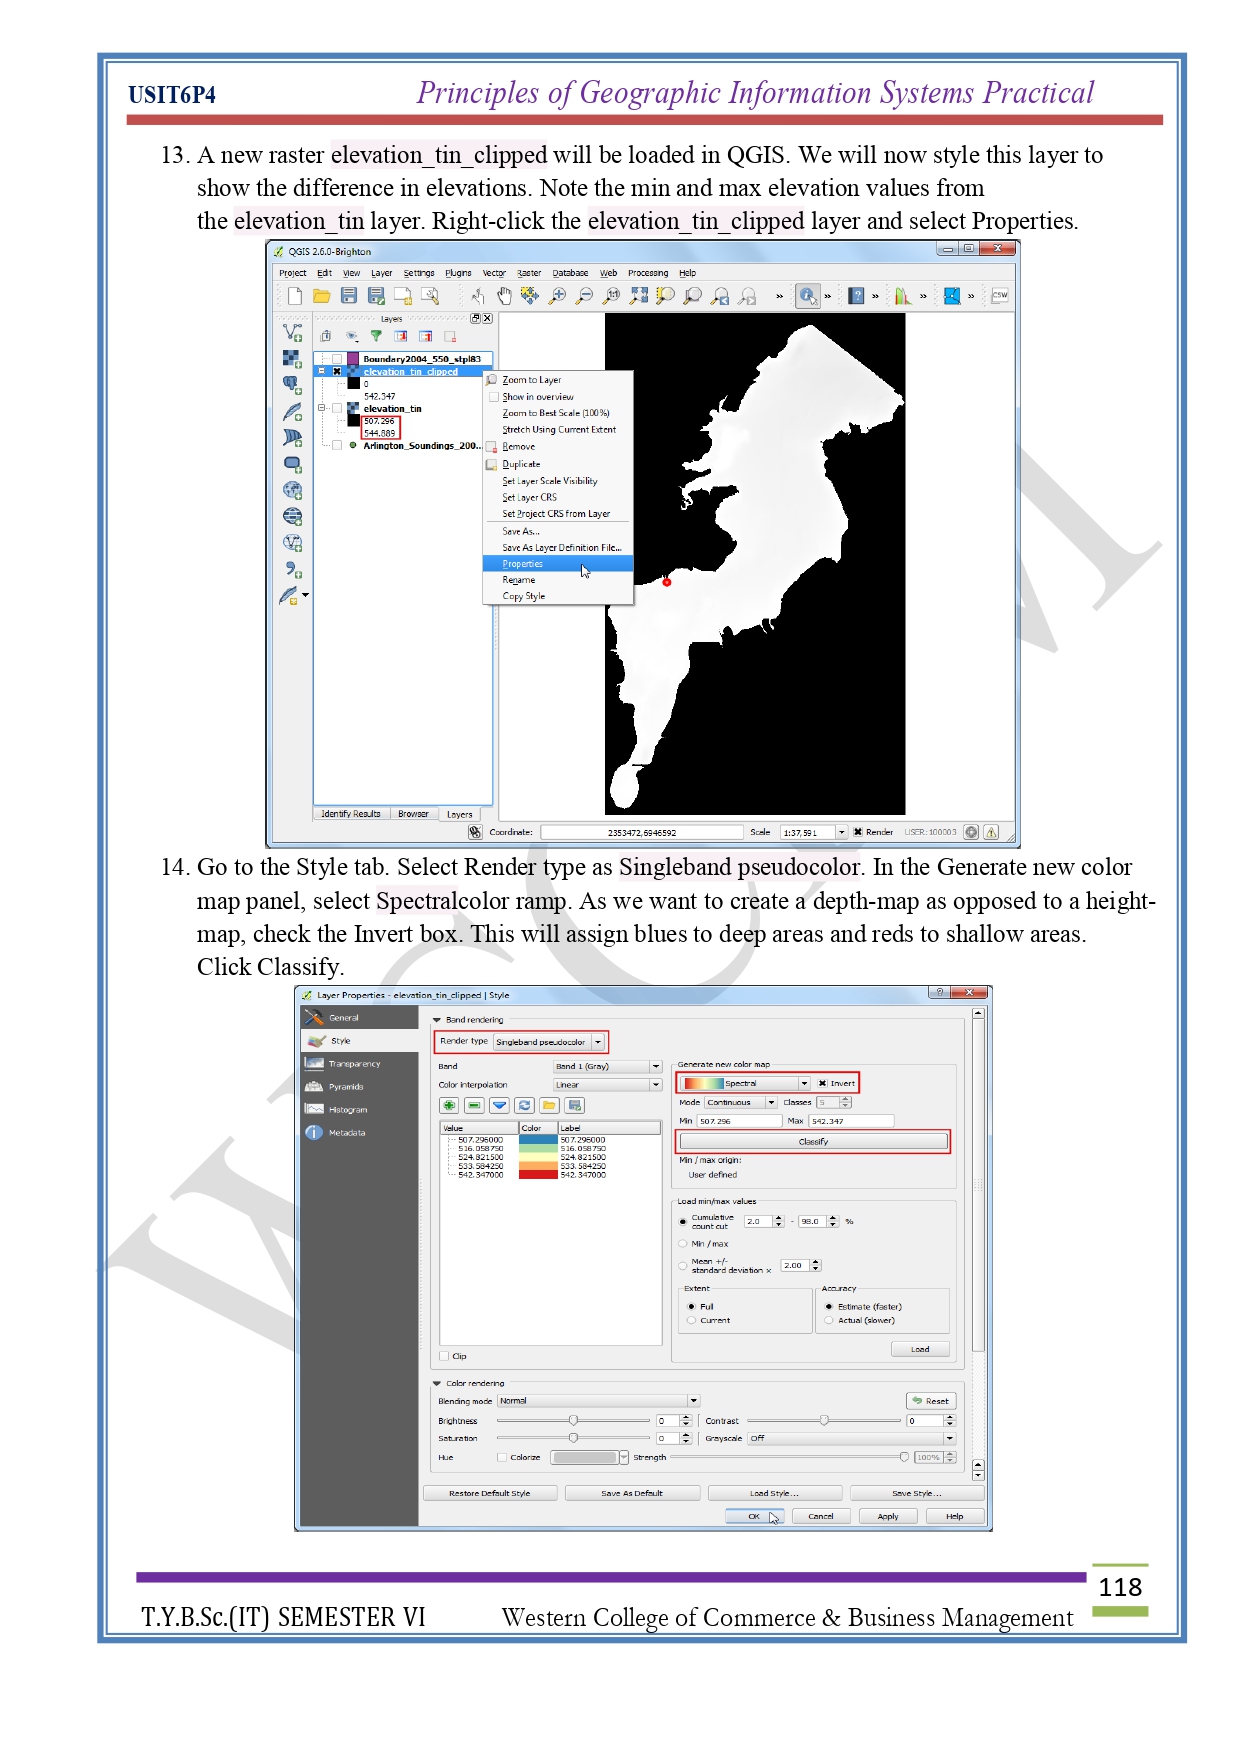 USIT6P4 Principles of Geographic Information Systems Practical
13. A new raster elevation_tin_clipped will be loaded in QGIS. We will now style this layer to
show the difference in elevations. Note the min and max elevation values from
the elevation_tin layer. Right-click the elevation_tin_clipped layer and select Properties.
QGIS 2.6.0-Brighton
Project Edit View Layer Settings Plugins Vector Raster Database Web Processing Help
» » » » » CSW
Layers
Boundary2004_550_stpl83
elevation_tin_clipped
0
542.347
elevation_tin
507.296
544.889
Arlington_Soundings_200...
Zoom to Layer
Show in overview
Zoom to Best Scale (100%)
Stretch Using Current Extent
Remove
Duplicate
Set Layer Scale Visibility
Set Layer CRS
Set Project CRS from Layer
Save As...
Save As Layer Definition File...
Properties
Rename
Copy Style
Identify Results Browser Layers
Coordinate: 2353472,6946592 Scale 1:37,591 Render USER:100003
14. Go to the Style tab. Select Render type as Singleband pseudocolor. In the Generate new color
map panel, select Spectralcolor ramp. As we want to create a depth-map as opposed to a height-
map, check the Invert box. This will assign blues to deep areas and reds to shallow areas.
Click Classify.
Layer Properties - elevation_tin_clipped | Style
General
Style
Transparency
Pyramids
Histogram
Metadata
Band rendering
Render type Singleband pseudocolor
Band Band 1 (Gray)
Color interpolation Linear
Value Color Label
507.296000 507.296000
516.058750 516.058750
524.821500 524.821500
533.584250 533.584250
542.347000 542.347000
Clip
Generate new color map
Spectral Invert
Mode Continuous Classes 5
Min 507.296 Max 542.347
Classify
Min / max origin:
User defined
Load min/max values
Cumulative
count cut 2.0 - 98.0 %
Min / max
Mean +/-
standard deviation × 2.00
Extent
Full
Current
Accuracy
Estimate (faster)
Actual (slower)
Load
Color rendering
Blending mode Normal Reset
Brightness 0 Contrast 0
Saturation 0 Grayscale Off
Hue Colorize Strength 100%
Restore Default Style Save As Default Load Style... Save Style...
OK Cancel Apply Help
118
T.Y.B.Sc.(IT) SEMESTER VI Western College of Commerce & Business Management